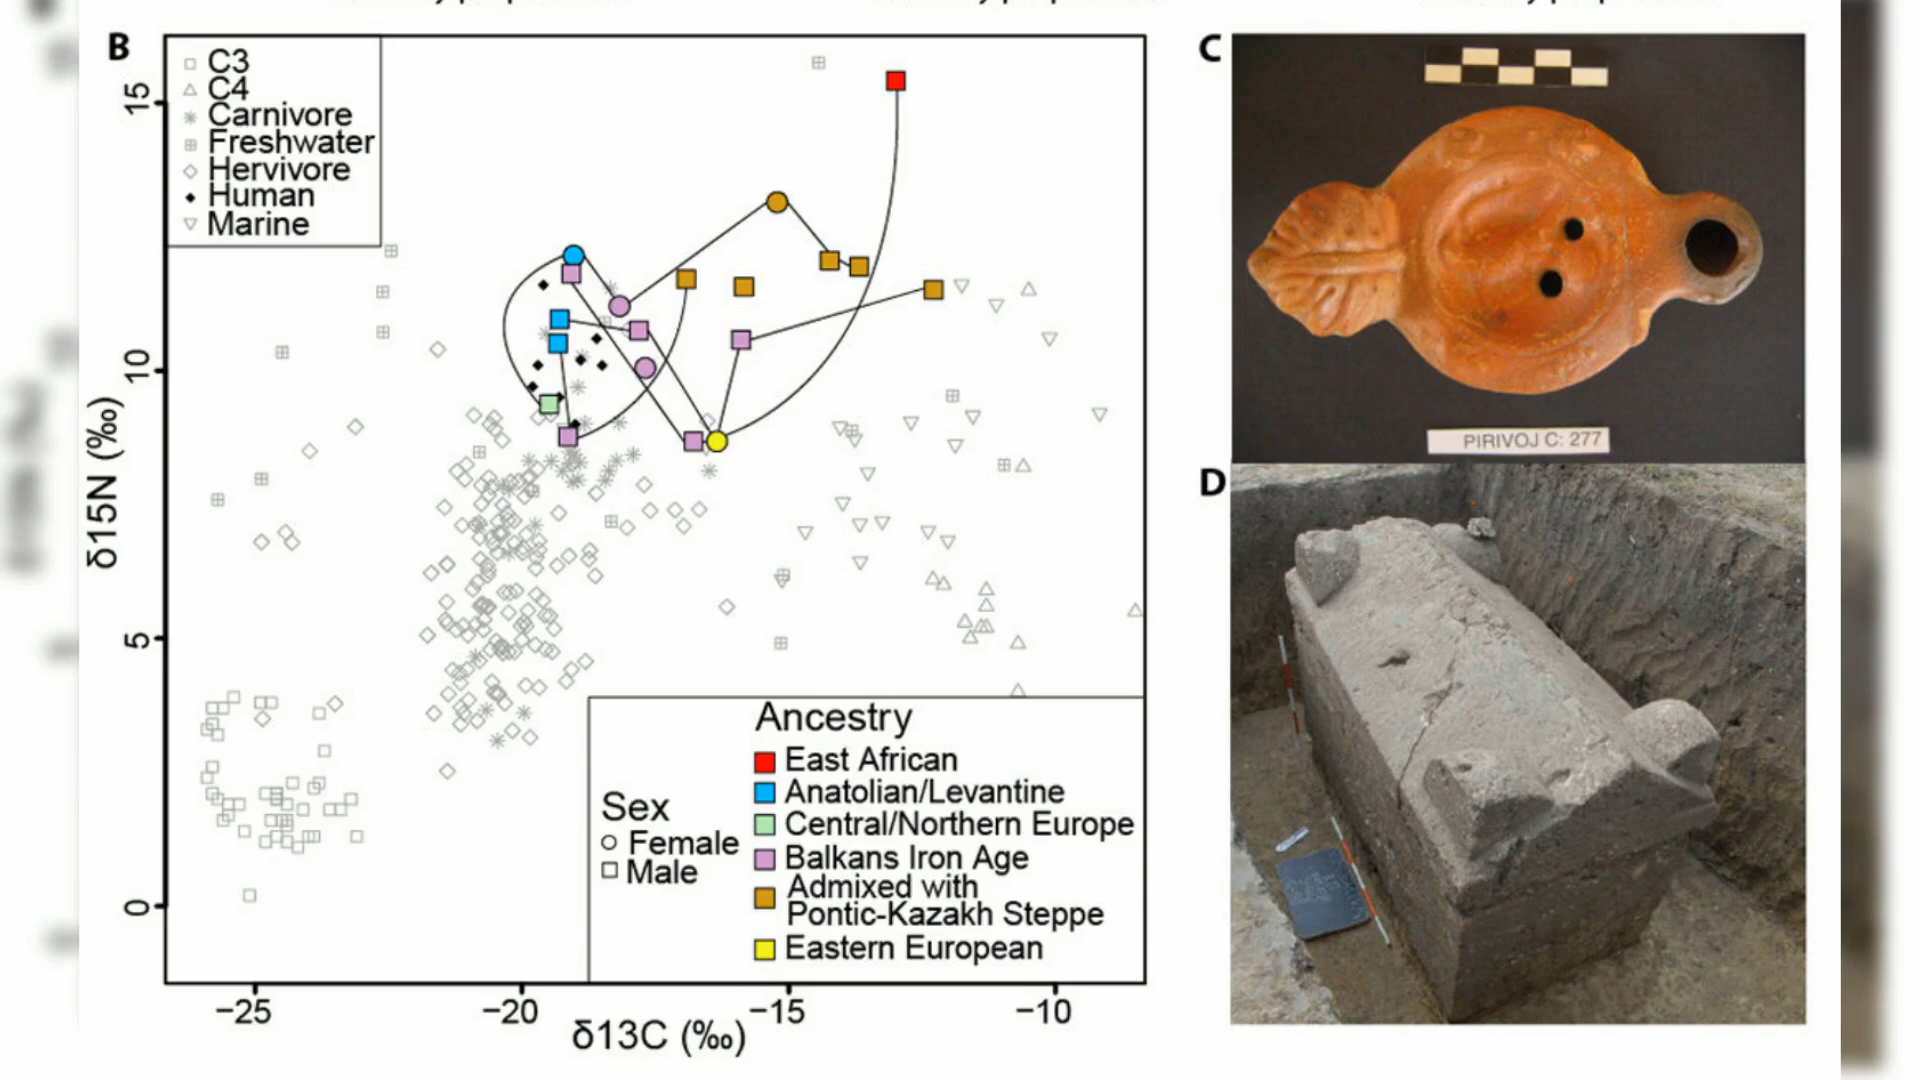 B
C3
C4
Carnivore
Freshwater
Hervivore
Human
Marine
15
10
5
0
δ15N (‰)
Ancestry
East African
Anatolian/Levantine
Central/Northern Europe
Balkans Iron Age
Admixed with
Pontic-Kazakh Steppe
Eastern European
Sex
Female
Male
−25
−20
−15
−10
δ13C (‰)
C
PIRIVOJ C: 277
D